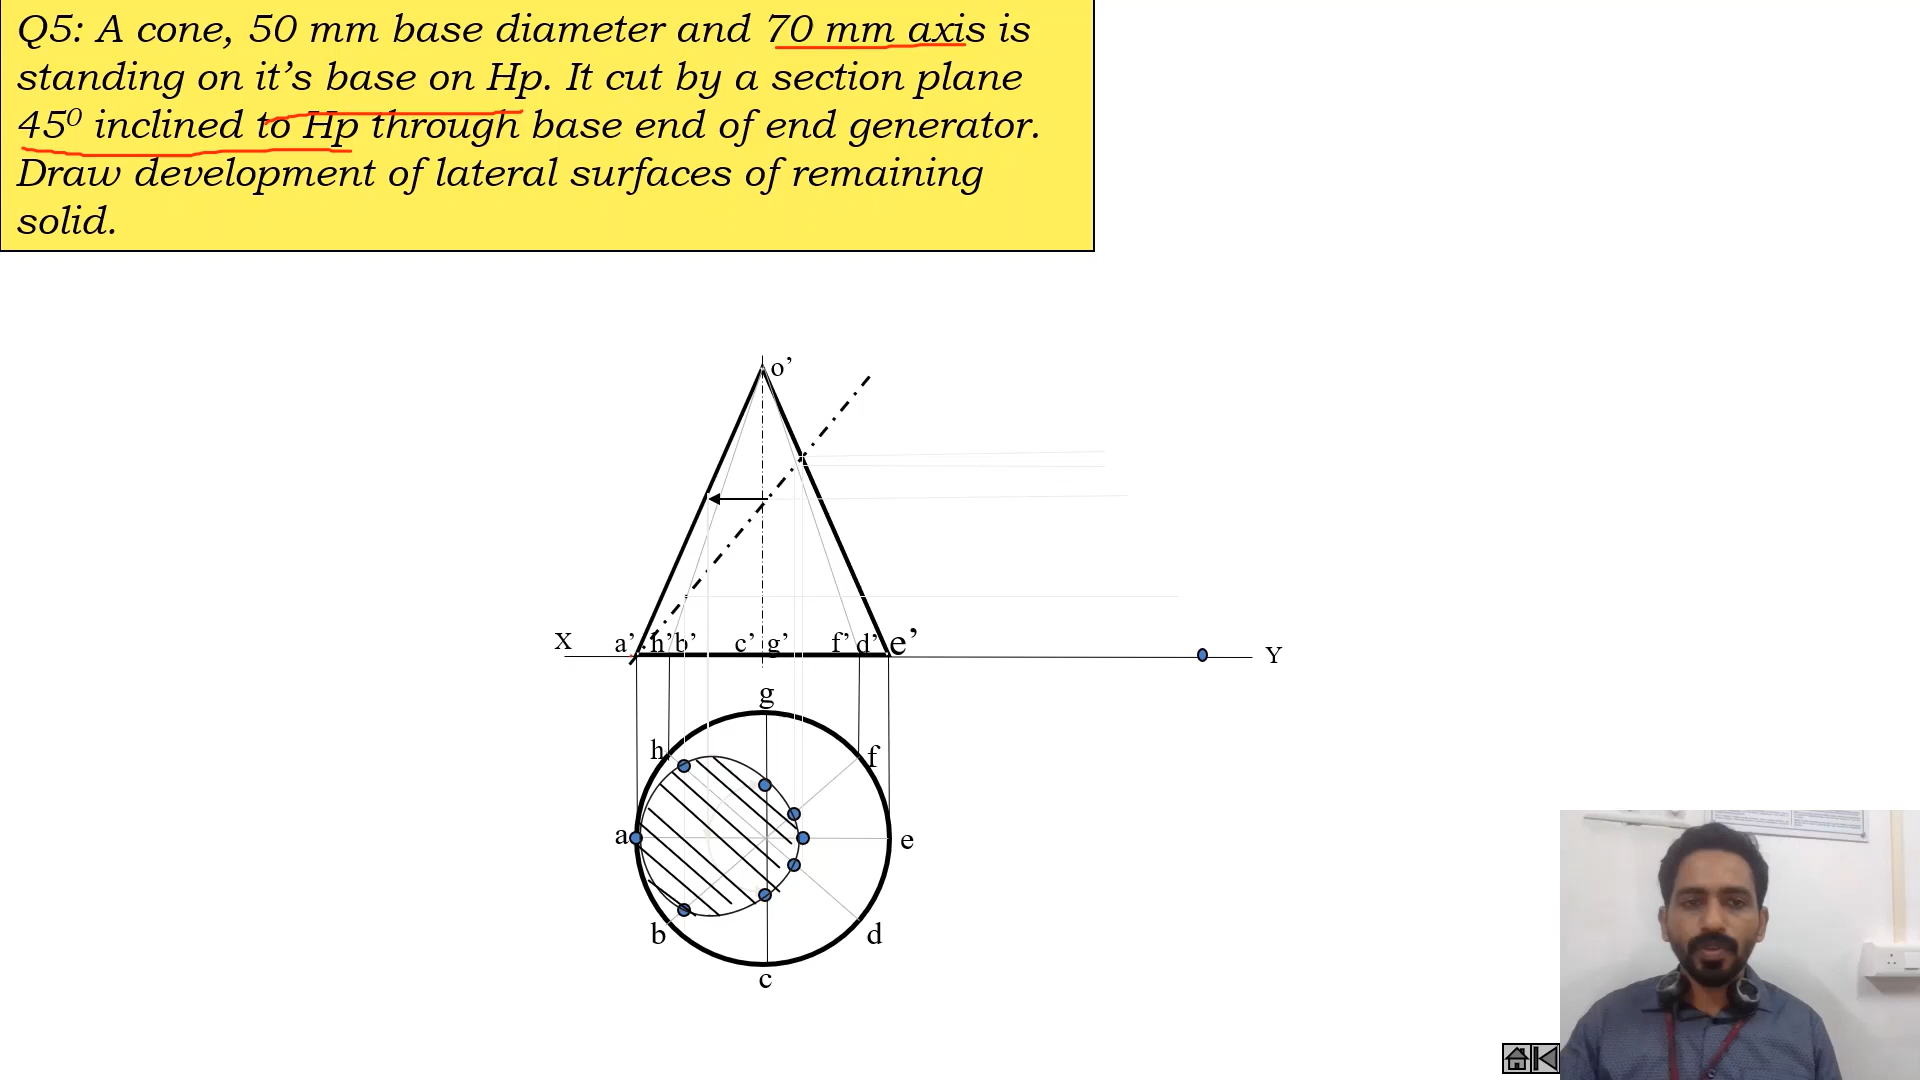 Q5: A cone, 50 mm base diameter and 70 mm axis is
standing on it’s base on Hp. It cut by a section plane
45⁰ inclined to Hp through base end of end generator.
Draw development of lateral surfaces of remaining
solid.
o’
X a’ h’ b’ c’ g’ f’ d’ e’ Y
g
h f
a e
b d
c